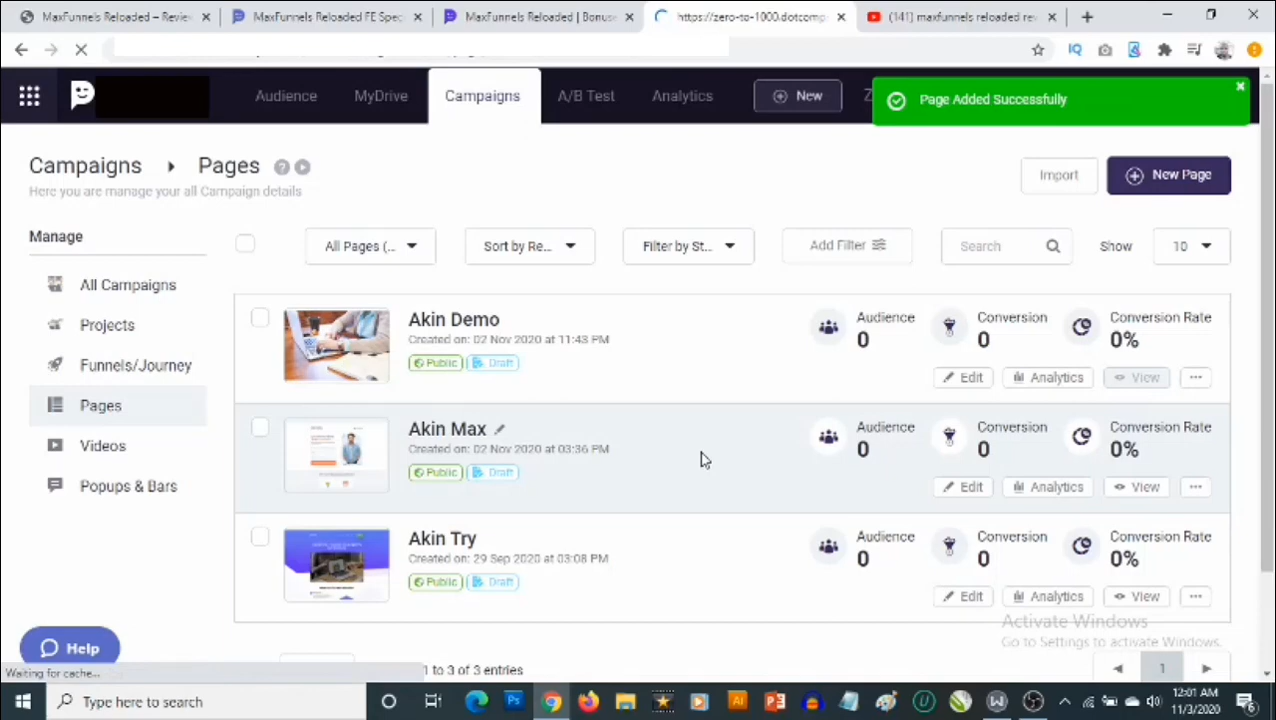 MaxFunnels Reloaded – Review
MaxFunnels Reloaded FE Spec
MaxFunnels Reloaded | Bonus
https://zero-to-1000.dotcomp
(141) maxfunnels reloaded re
Audience
MyDrive
Campaigns
A/B Test
Analytics
New
Page Added Successfully
Campaigns
Pages
Here you are manage your all Campaign details
Import
New Page
Manage
All Pages (...
Sort by Re...
Filter by St...
Add Filter
Search
Show
10
All Campaigns
Projects
Funnels/Journey
Pages
Videos
Popups & Bars
Akin Demo
Created on: 02 Nov 2020 at 11:43 PM
Public
Draft
Audience
0
Conversion
0
Conversion Rate
0%
Edit
Analytics
View
Akin Max
Created on: 02 Nov 2020 at 03:36 PM
Public
Draft
Audience
0
Conversion
0
Conversion Rate
0%
Edit
Analytics
View
Akin Try
Created on: 29 Sep 2020 at 03:08 PM
Public
Draft
Audience
0
Conversion
0
Conversion Rate
0%
Edit
Analytics
View
Activate Windows
Go to Settings to activate Windows.
Help
Waiting for cache...
1 to 3 of 3 entries
1
Type here to search
12:01 AM
11/3/2020
6